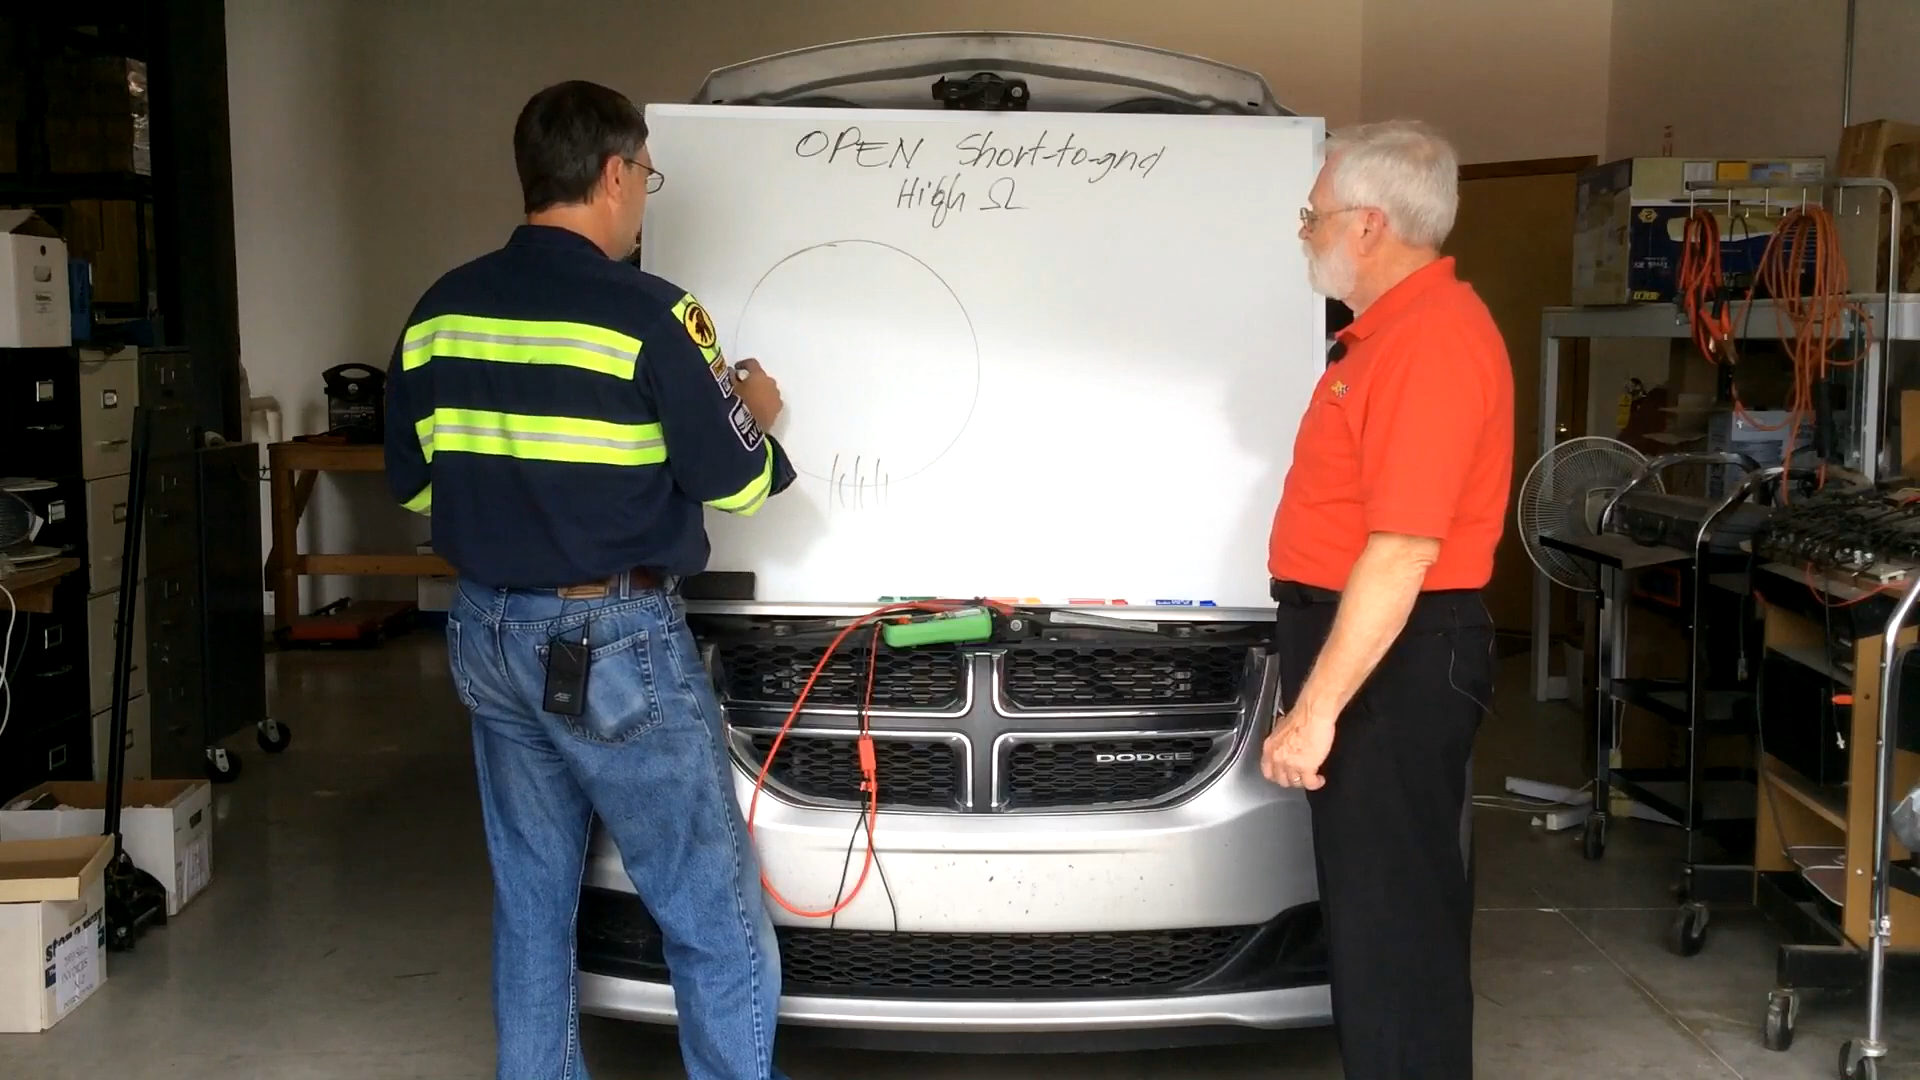 OPEN Short-to-gnd
High Ω
DODGE